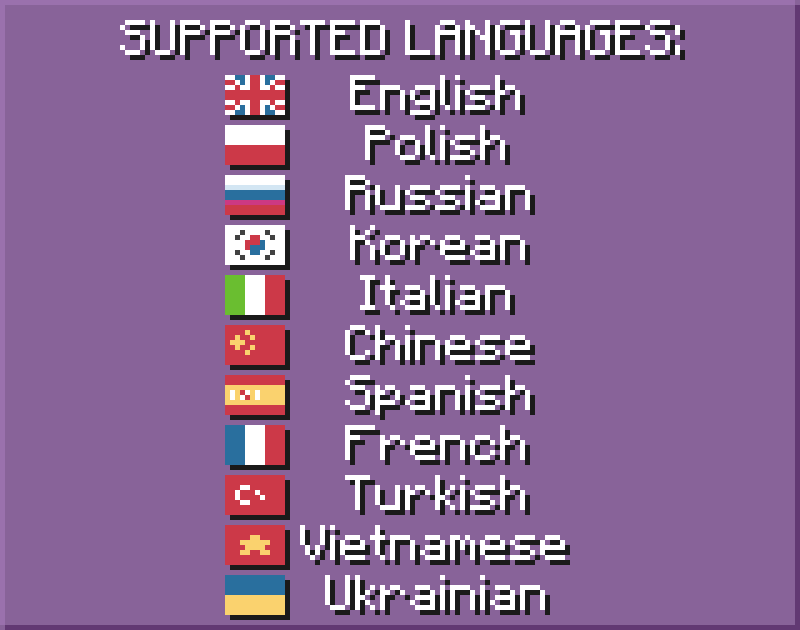 SUPPORTED LANGUAGES:
English
Polish
Russian
Korean
Italian
Chinese
Spanish
French
Turkish
Vietnamese
Ukrainian